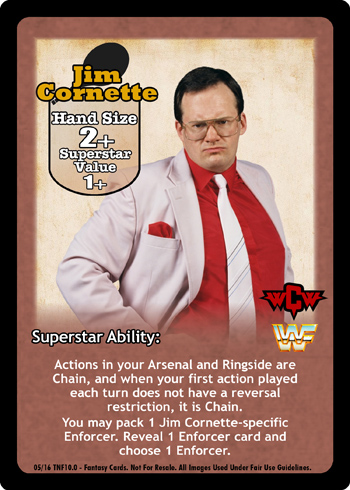 Jim
Cornette
Hand Size
2+
Superstar
Value
1+
WCW
WF
Superstar Ability:
Actions in your Arsenal and Ringside are
Chain, and when your first action played
each turn does not have a reversal
restriction, it is Chain.
You may pack 1 Jim Cornette-specific
Enforcer. Reveal 1 Enforcer card and
choose 1 Enforcer.
05/16 TNF10.0 - Fantasy Cards. Not For Resale. All Images Used Under Fair Use Guidelines.